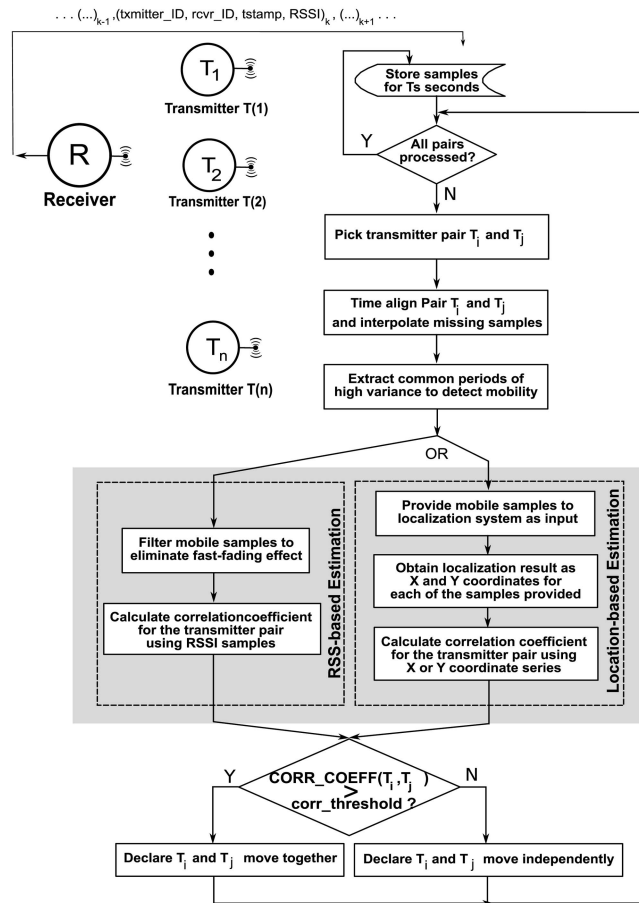 . . . (...)k-1 ,(txmitter_ID, rcvr_ID, tstamp, RSSI)k , (...)k+1 . . .
T1
Transmitter T(1)
R
Receiver
T2
Transmitter T(2)
Tn
Transmitter T(n)
Store samples
for Ts seconds
All pairs
processed?
Y
N
Pick transmitter pair Ti and Tj
Time align Pair Ti and Tj
and interpolate missing samples
Extract common periods of
high variance to detect mobility
OR
Filter mobile samples to
eliminate fast-fading effect
Calculate correlationcoefficient
for the transmitter pair
using RSSI samples
RSS-based Estimation
Provide mobile samples to
localization system as input
Obtain localization result as
X and Y coordinates for
each of the samples provided
Calculate correlation coefficient
for the transmitter pair using
X or Y coordinate series
Location-based Estimation
Y
CORR_COEFF(Ti,Tj )
>
corr_threshold ?
N
Declare Ti and Tj move together
Declare Ti and Tj move independently